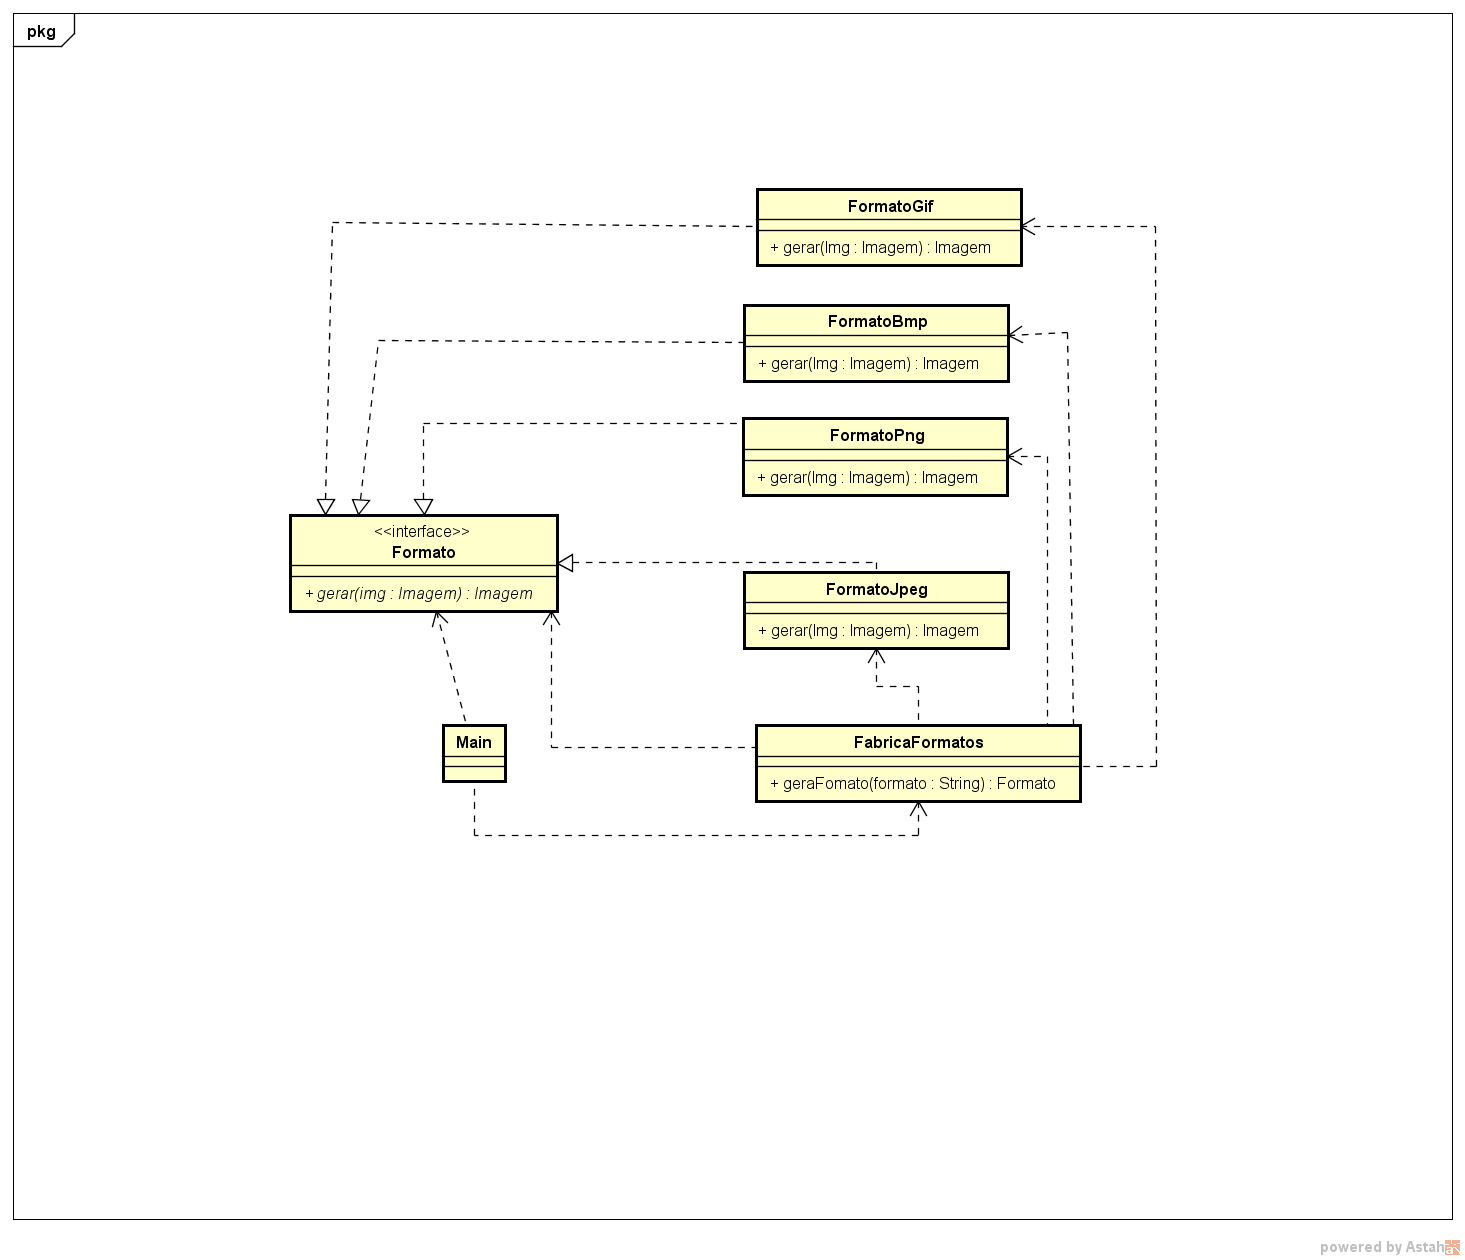 pkg
FormatoGif
+ gerar(Img : Imagem) : Imagem
FormatoBmp
+ gerar(Img : Imagem) : Imagem
FormatoPng
+ gerar(Img : Imagem) : Imagem
<<interface>>
Formato
+ gerar(img : Imagem) : Imagem
FormatoJpeg
+ gerar(Img : Imagem) : Imagem
Main
FabricaFormatos
+ geraFomato(formato : String) : Formato
powered by Astah